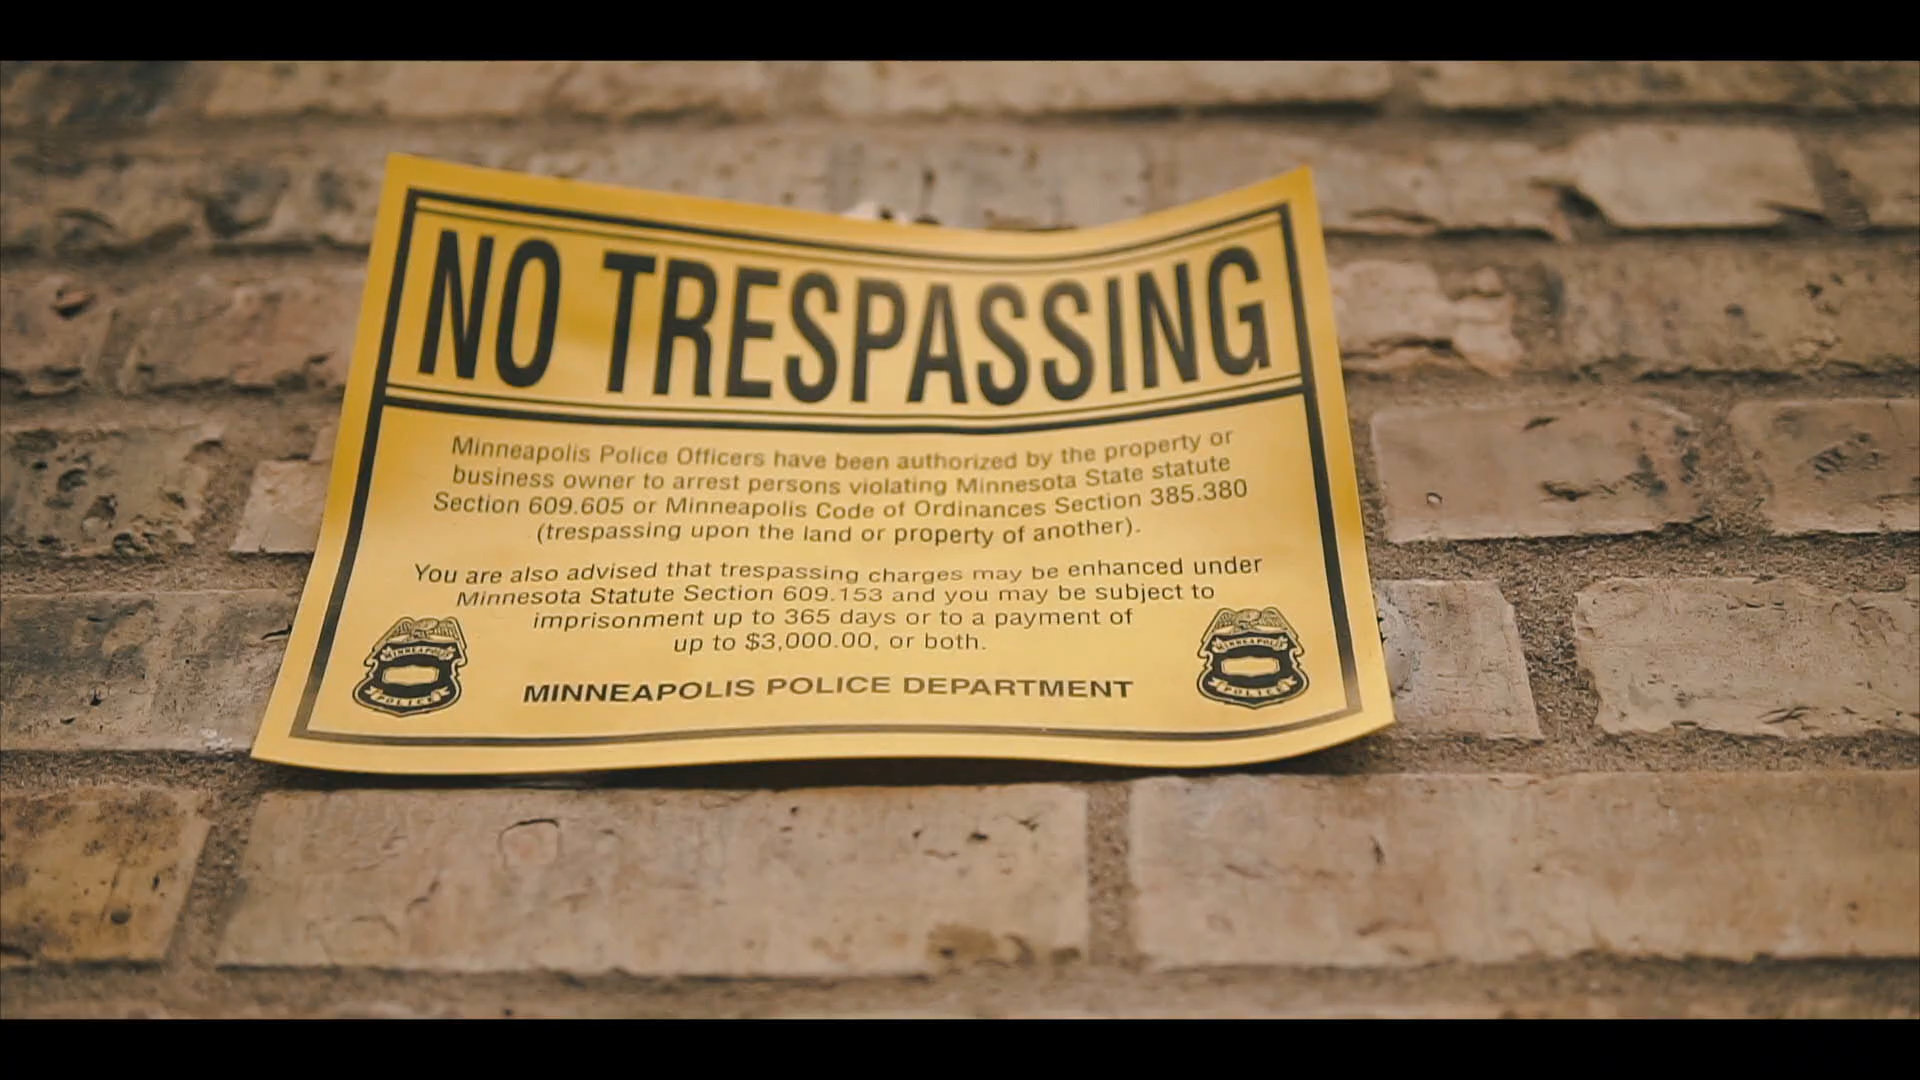 NO TRESPASSING
Minneapolis Police Officers have been authorized by the property or
business owner to arrest persons violating Minnesota State statute
Section 609.605 or Minneapolis Code of Ordinances Section 385.380
(trespassing upon the land or property of another).
You are also advised that trespassing charges may be enhanced under
Minnesota Statute Section 609.153 and you may be subject to
imprisonment up to 365 days or to a payment of
up to $3,000.00, or both.
MINNEAPOLIS
POLICE
MINNEAPOLIS POLICE DEPARTMENT
MINNEAPOLIS
POLICE